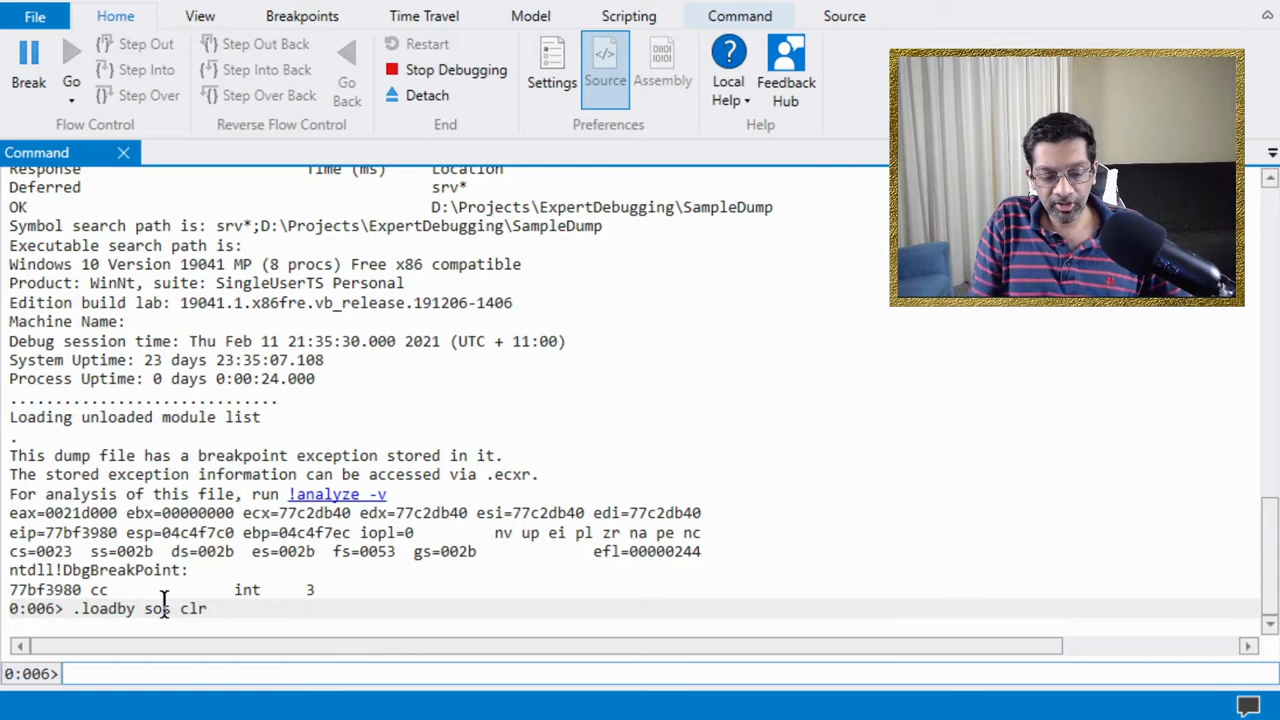 File Home View Breakpoints Time Travel Model Scripting Command Source
Break Go
Step Out
Step Into
Step Over
Flow Control
Step Out Back
Step Into Back
Step Over Back
Go
Back
Reverse Flow Control
Restart
Stop Debugging
Detach
End
Settings Source Assembly
Preferences
Local
Help
Feedback
Hub
Help
Command
Response Time (ms) Location
Deferred srv*
OK D:\Projects\ExpertDebugging\SampleDump
Symbol search path is: srv*;D:\Projects\ExpertDebugging\SampleDump
Executable search path is:
Windows 10 Version 19041 MP (8 procs) Free x86 compatible
Product: WinNt, suite: SingleUserTS Personal
Edition build lab: 19041.1.x86fre.vb_release.191206-1406
Machine Name:
Debug session time: Thu Feb 11 21:35:30.000 2021 (UTC + 11:00)
System Uptime: 23 days 23:35:07.108
Process Uptime: 0 days 0:00:24.000
..............................
Loading unloaded module list
.
This dump file has a breakpoint exception stored in it.
The stored exception information can be accessed via .ecxr.
For analysis of this file, run !analyze -v
eax=0021d000 ebx=00000000 ecx=77c2db40 edx=77c2db40 esi=77c2db40 edi=77c2db40
eip=77bf3980 esp=04c4f7c0 ebp=04c4f7ec iopl=0 nv up ei pl zr na pe nc
cs=0023 ss=002b ds=002b es=002b fs=0053 gs=002b efl=00000244
ntdll!DbgBreakPoint:
77bf3980 cc int 3
0:006> .loadby sos clr
0:006>